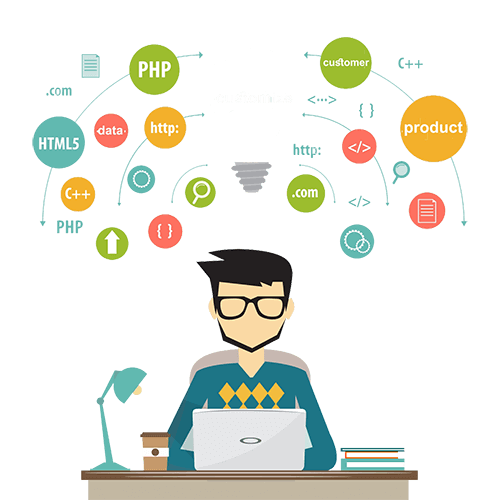 PHP
customer
C++
.com
<···>
{ }
data
http:
product
HTML5
http:
</>
C++
.com
</>
PHP
{ }